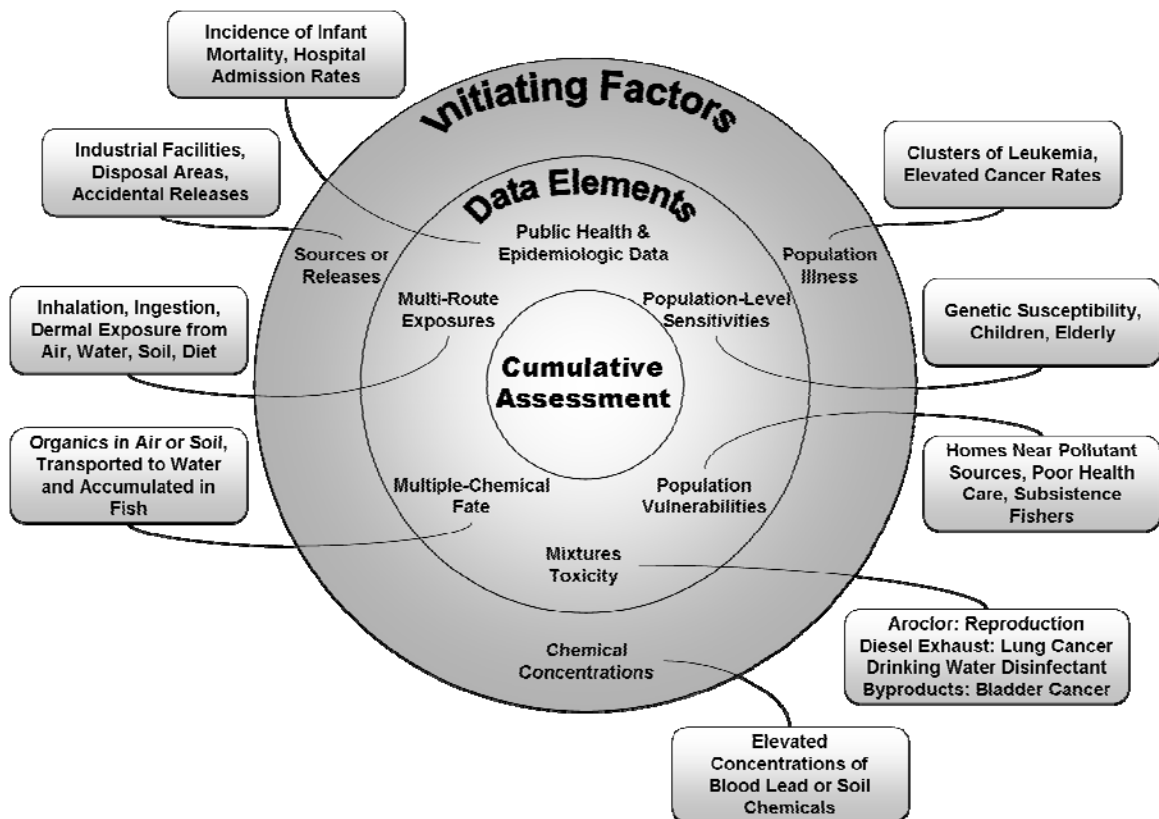 Incidence of Infant
Mortality, Hospital
Admission Rates
Initiating Factors
Industrial Facilities,
Disposal Areas,
Accidental Releases
Clusters of Leukemia,
Elevated Cancer Rates
Data Elements
Public Health &
Epidemiologic Data
Sources or
Releases
Population
Illness
Inhalation, Ingestion,
Dermal Exposure from
Air, Water, Soil, Diet
Multi-Route
Exposures
Population-Level
Sensitivities
Genetic Susceptibility,
Children, Elderly
Cumulative
Assessment
Organics in Air or Soil,
Transported to Water
and Accumulated in
Fish
Multiple-Chemical
Fate
Population
Vulnerabilities
Homes Near Pollutant
Sources, Poor Health
Care, Subsistence
Fishers
Mixtures
Toxicity
Aroclor: Reproduction
Diesel Exhaust: Lung Cancer
Drinking Water Disinfectant
Byproducts: Bladder Cancer
Chemical
Concentrations
Elevated
Concentrations of
Blood Lead or Soil
Chemicals